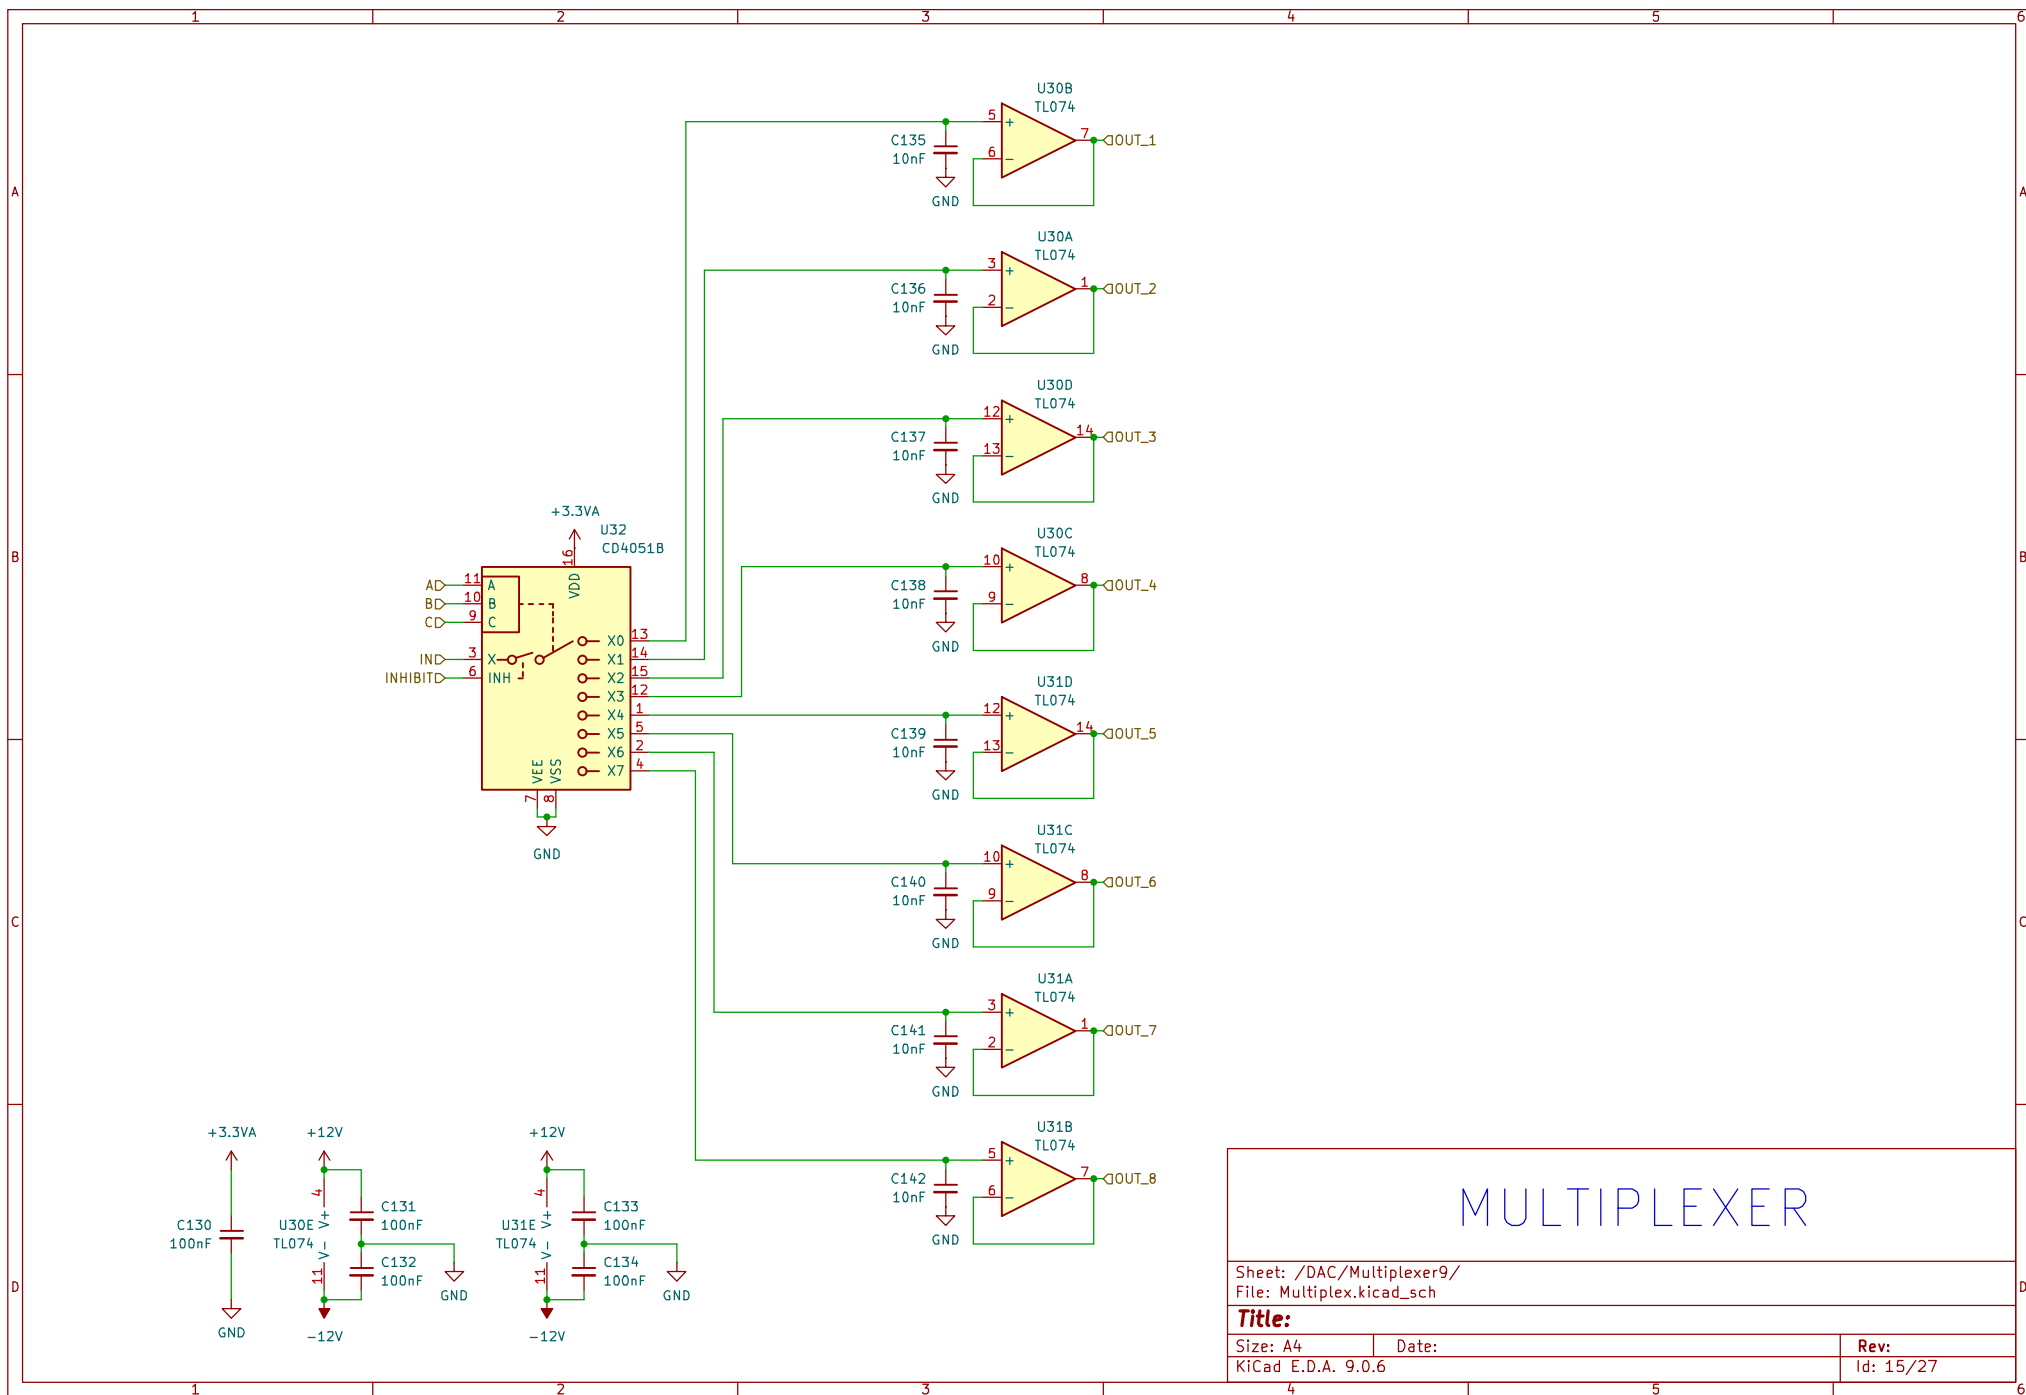 1 2 3 4 5 6
U30B
TL074
5 +
C135
7 OUT_1
10nF
6 −
GND
A A
U30A
TL074
3 +
C136
1 OUT_2
10nF
2 −
GND
U30D
TL074
12 +
C137
14 OUT_3
10nF
13 −
GND
+3.3VA
U32
CD4051B
16
VDD
B B
U30C
TL074
10 +
A 11 A
C138
8 OUT_4
B 10 B
10nF
9 −
C 9 C
GND
X0 13
IN 3 X
X1 14
INHIBIT 6 INH
X2 15
X3 12
X4 1
X5 5
X6 2
X7 4
VEE VSS
7 8
GND
U31D
TL074
12 +
C139
14 OUT_5
10nF
13 −
GND
U31C
TL074
10 +
C140
8 OUT_6
10nF
9 −
GND
C C
U31A
TL074
3 +
C141
1 OUT_7
10nF
2 −
GND
U31B
TL074
5 +
C142
7 OUT_8
10nF
6 −
GND
+3.3VA
C130
100nF
GND
+12V
4
V+
U30E
TL074
V−
11
−12V
C131
100nF
C132
100nF
GND
+12V
4
V+
U31E
TL074
V−
11
−12V
C133
100nF
C134
100nF
GND
D D
MULTIPLEXER
Sheet: /DAC/Multiplexer9/
File: Multiplex.kicad_sch
Title:
Size: A4 Date: Rev:
KiCad E.D.A. 9.0.6 Id: 15/27
1 2 3 4 5 6